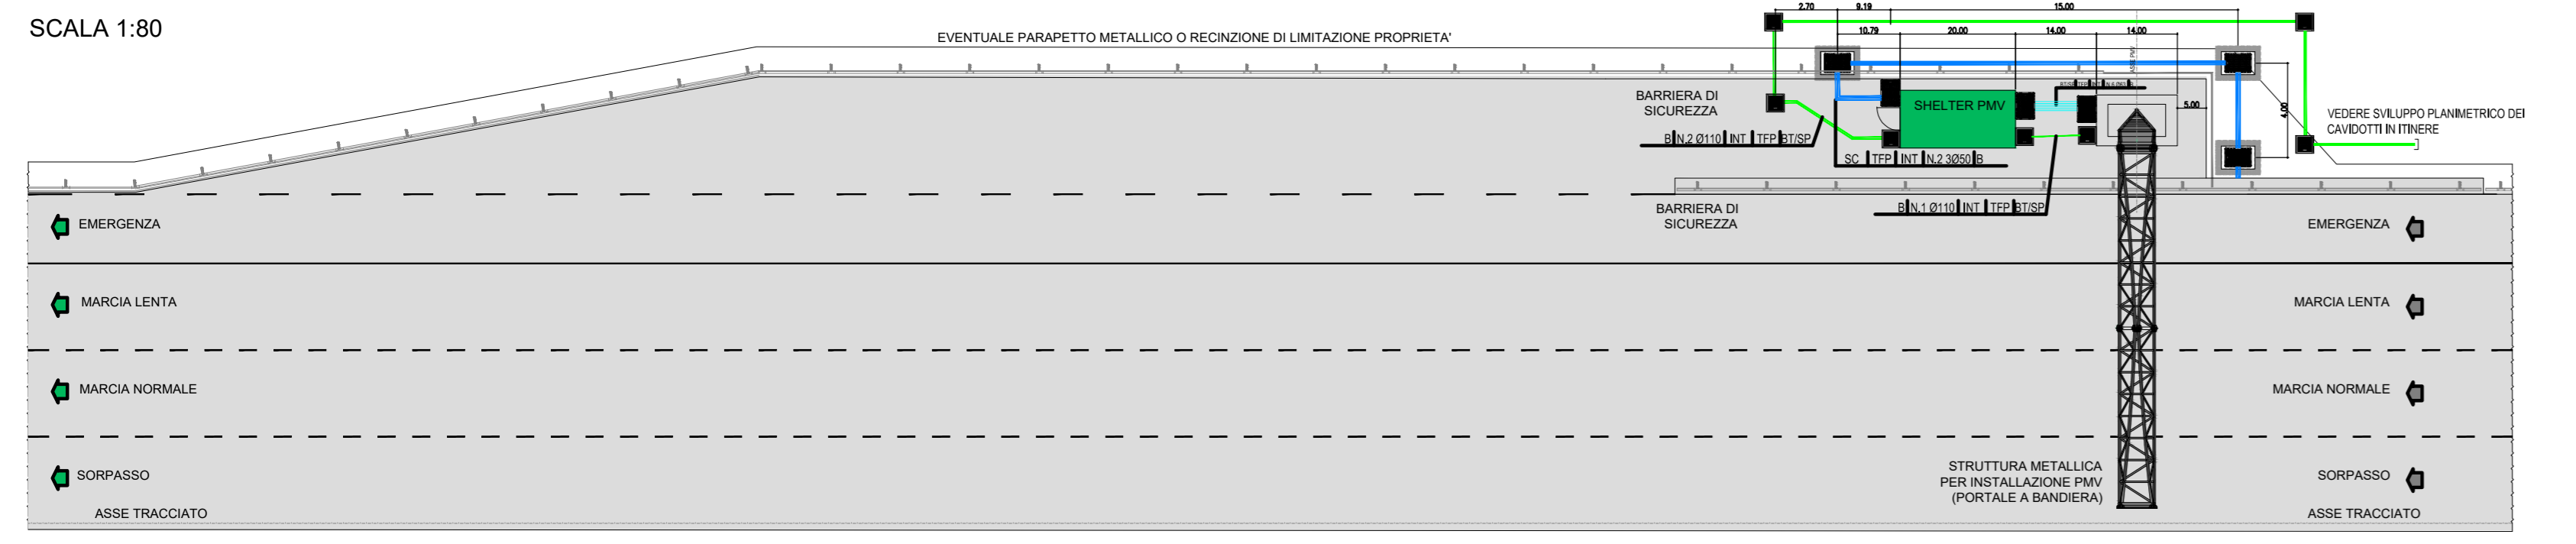 SCALA 1:80
2.70
9.19
15.00
EVENTUALE PARAPETTO METALLICO O RECINZIONE DI LIMITAZIONE PROPRIETA'
10.79
20.00
14.00
14.00
ASSE PMV
BARRIERA DI
SICUREZZA
SHELTER PMV
5.00
4.00
VEDERE SVILUPPO PLANIMETRICO DEI
CAVIDOTTI IN ITINERE
B N.2 Ø110 INT TFP BT/SP
SC TFP INT N.2 3Ø50 B
B N.1 Ø110 INT TFP BT/SP
BARRIERA DI
SICUREZZA
EMERGENZA
EMERGENZA
MARCIA LENTA
MARCIA LENTA
MARCIA NORMALE
MARCIA NORMALE
SORPASSO
STRUTTURA METALLICA
PER INSTALLAZIONE PMV
(PORTALE A BANDIERA)
SORPASSO
ASSE TRACCIATO
ASSE TRACCIATO